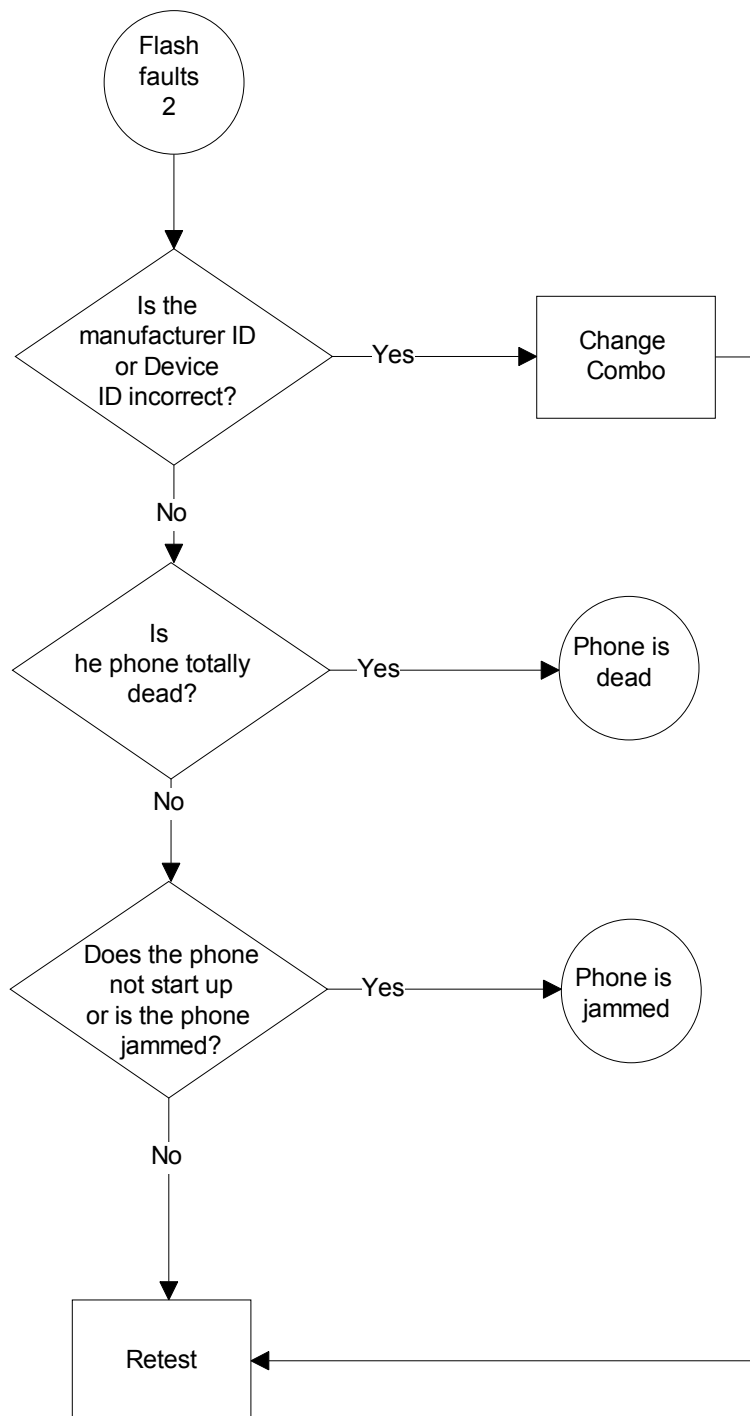 Flash
faults
2
Is the
manufacturer ID
or Device
ID incorrect?
Yes
Change
Combo
No
Is
he phone totally
dead?
Yes
Phone is
dead
No
Does the phone
not start up
or is the phone
jammed?
Yes
Phone is
jammed
No
Retest